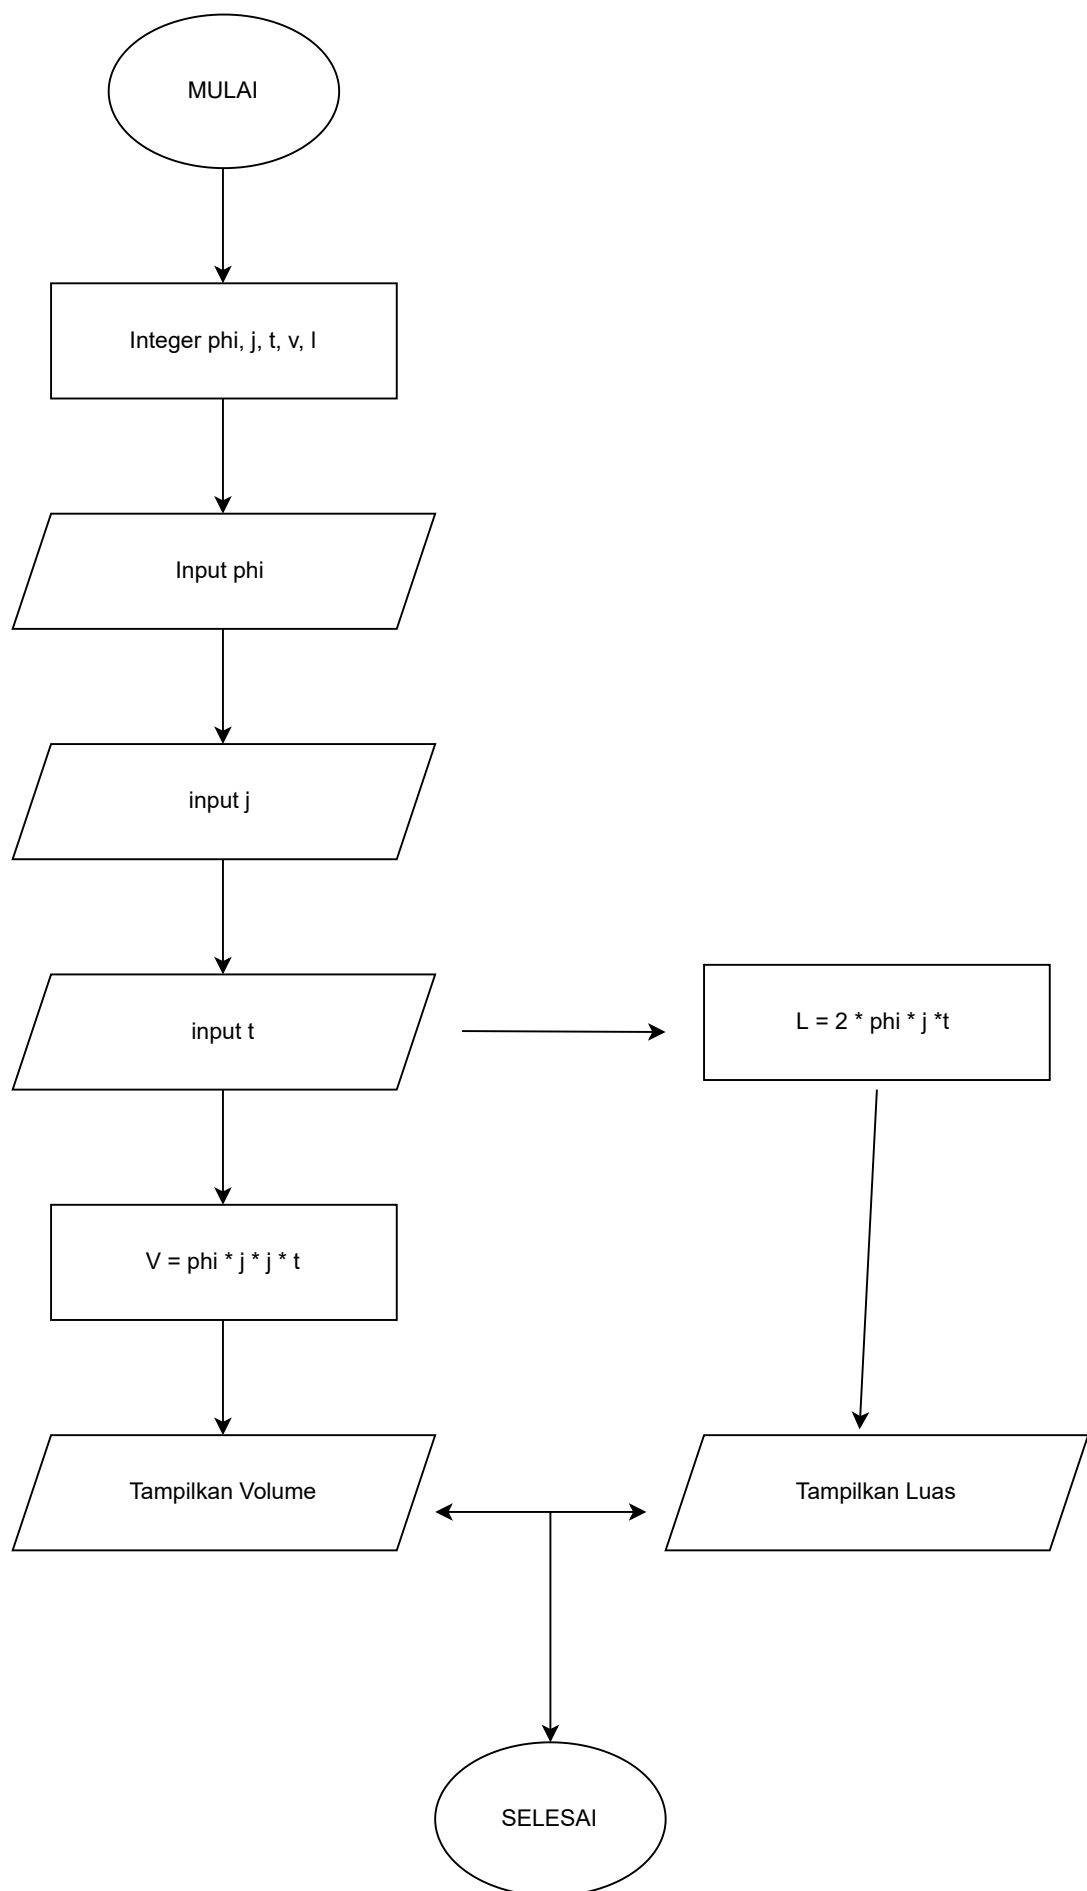 MULAI
Integer phi, j, t, v, l
Input phi
input j
input t
L = 2 * phi * j *t
V = phi * j * j * t
Tampilkan Volume
Tampilkan Luas
SELESAI